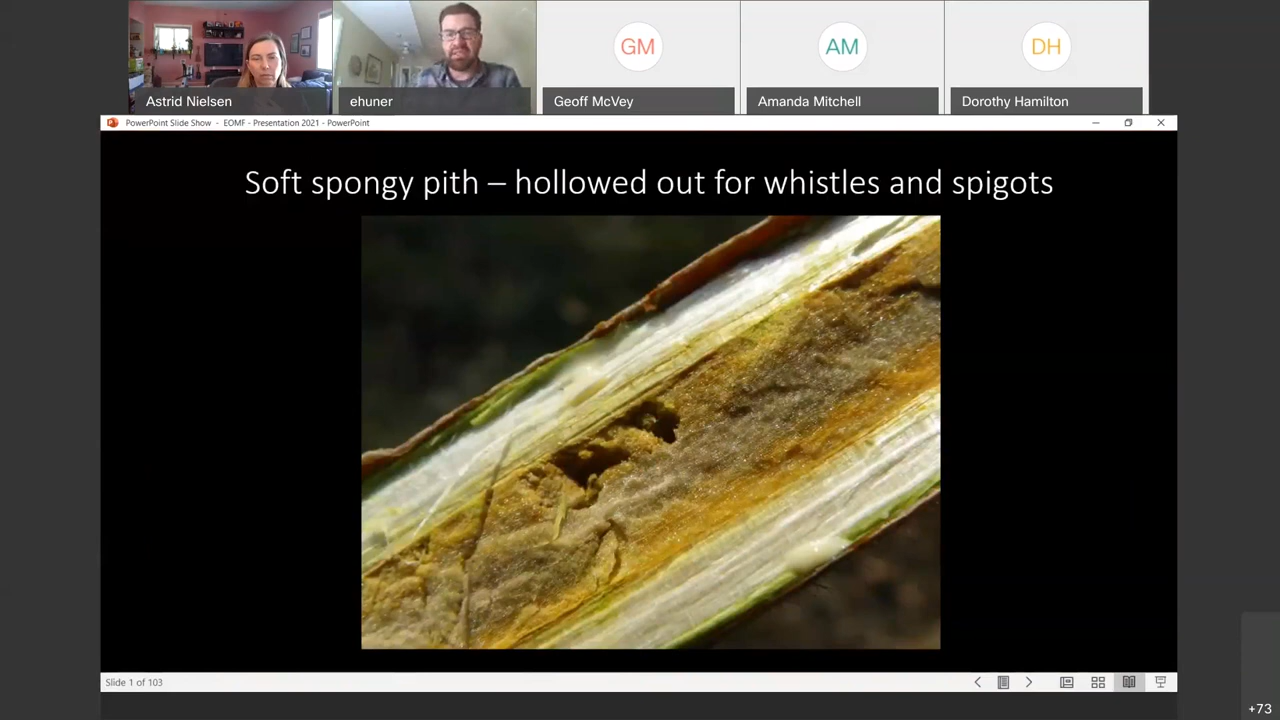 GM
AM
DH
Astrid Nielsen
ehuner
Geoff McVey
Amanda Mitchell
Dorothy Hamilton
PowerPoint Slide Show - EOMF - Presentation 2021 - PowerPoint
Soft spongy pith – hollowed out for whistles and spigots
Slide 1 of 103
+73